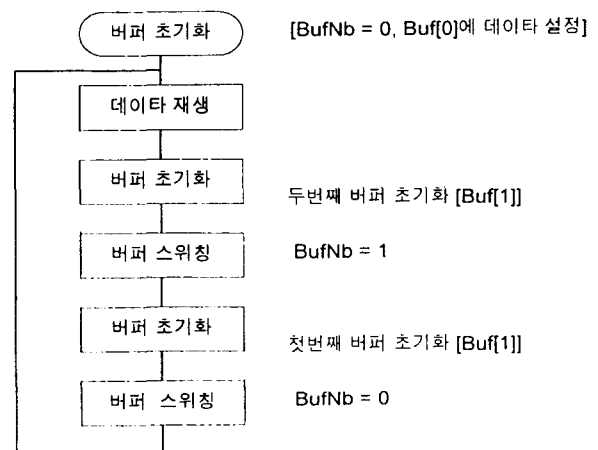 버퍼 초기화 [BufNb = 0, Buf[0]에 데이타 설정]
데이타 재생
버퍼 초기화
두번째 버퍼 초기화 [Buf[1]]
버퍼 스위칭 BufNb = 1
버퍼 초기화
첫번째 버퍼 초기화 [Buf[1]]
버퍼 스위칭 BufNb = 0